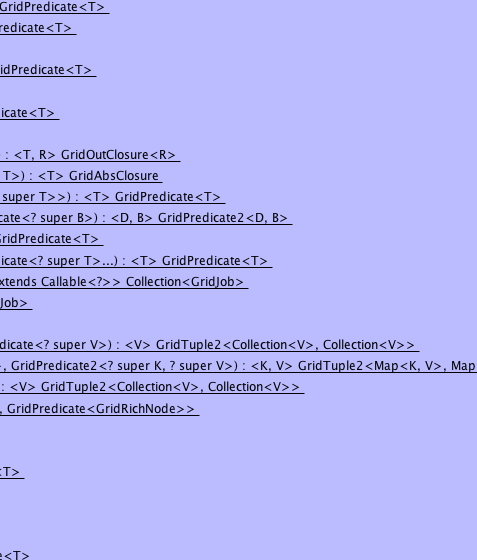 GridPredicate<T>
redicate<T>
idPredicate<T>
icate<T>
) : <T, R> GridOutClosure<R>
T>) : <T> GridAbsClosure
super T>>) : <T> GridPredicate<T>
cate<? super B>) : <D, B> GridPredicate2<D, B>
GridPredicate<T>
icate<? super T>...) : <T> GridPredicate<T>
xtends Callable<?>> Collection<GridJob>
Job>
dicate<? super V>) : <V> GridTuple2<Collection<V>, Collection<V>>
>, GridPredicate2<? super K, ? super V>) : <K, V> GridTuple2<Map<K, V>, Map
: <V> GridTuple2<Collection<V>, Collection<V>>
, GridPredicate<GridRichNode>>
<T>
e<T>